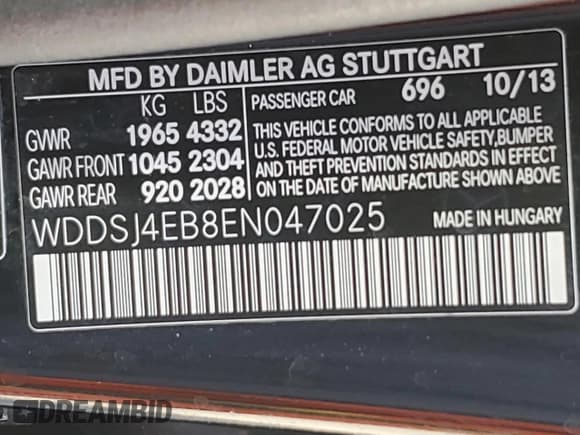 MFD BY DAIMLER AG STUTTGART
KG LBS
GVWR 1965 4332
GAWR FRONT 1045 2304
GAWR REAR 920 2028
PASSENGER CAR 696 10/13
THIS VEHICLE CONFORMS TO ALL APPLICABLE
U.S. FEDERAL MOTOR VEHICLE SAFETY, BUMPER
AND THEFT PREVENTION STANDARDS IN EFFECT
ON THE DATE OF MANUFACTURE SHOWN ABOVE
WDDSJ4EB8EN047025 MADE IN HUNGARY
DREAMBID